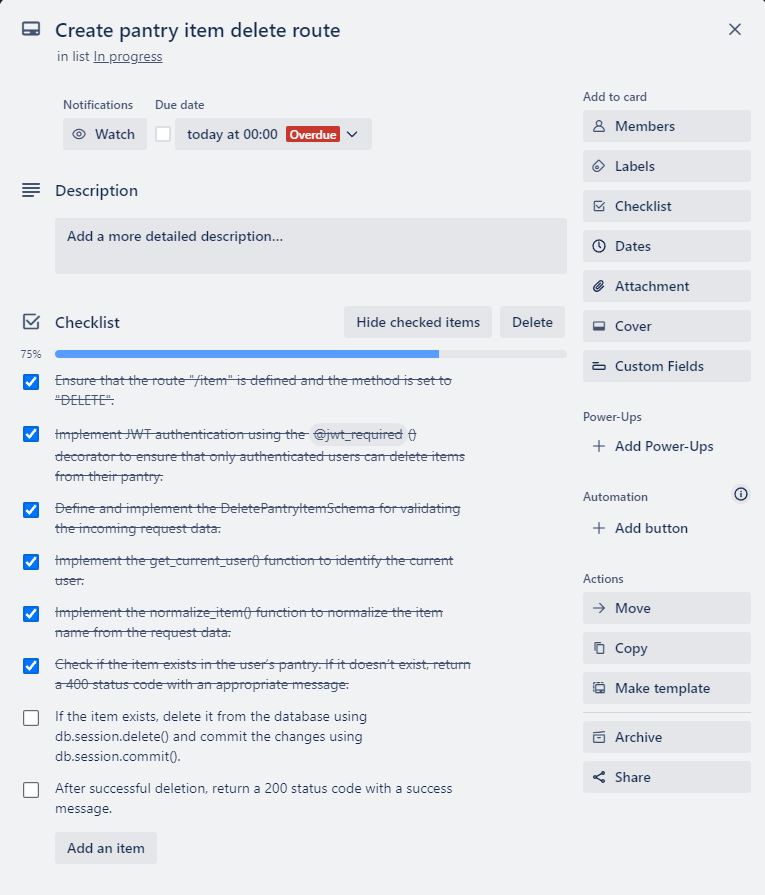 Create pantry item delete route
in list In progress
Notifications
Due date
Watch
today at 00:00 Overdue
Description
Add a more detailed description...
Checklist
Hide checked items
Delete
75%
Ensure that the route "/item" is defined and the method is set to
"DELETE".
Implement JWT authentication using the @jwt_required ()
decorator to ensure that only authenticated users can delete items
from their pantry.
Define and implement the DeletePantryItemSchema for validating
the incoming request data.
Implement the get_current_user() function to identify the current
user.
Implement the normalize_item() function to normalize the item
name from the request data.
Check if the item exists in the user's pantry. If it doesn't exist, return
a 400 status code with an appropriate message.
If the item exists, delete it from the database using
db.session.delete() and commit the changes using
db.session.commit().
After successful deletion, return a 200 status code with a success
message.
Add an item
Add to card
Members
Labels
Checklist
Dates
Attachment
Cover
Custom Fields
Power-Ups
Add Power-Ups
Automation
Add button
Actions
Move
Copy
Make template
Archive
Share